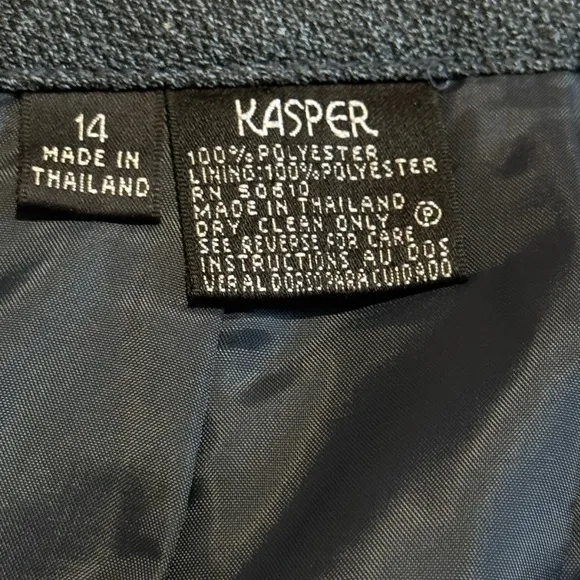 14
MADE IN
THAILAND
KASPER
100% POLYESTER
LINING:100%POLYESTER
RN 50610
MADE IN THAILAND
DRY CLEAN ONLY P
SEE REVERSE FOR CARE
INSTRUCTIONS AU DOS
VER AL DORSO PARA CUIDADO